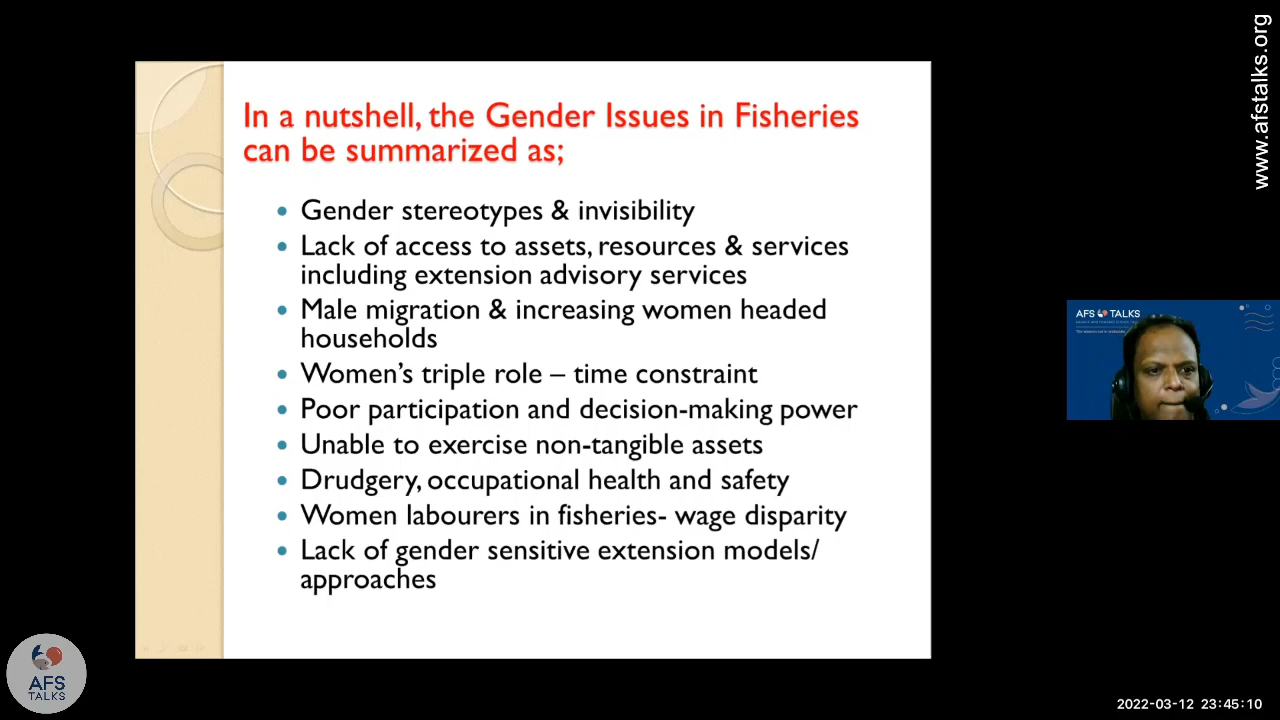 www.afstalks.org
In a nutshell, the Gender Issues in Fisheries
can be summarized as;
• Gender stereotypes & invisibility
• Lack of access to assets, resources & services
including extension advisory services
• Male migration & increasing women headed
households
• Women's triple role – time constraint
• Poor participation and decision-making power
• Unable to exercise non-tangible assets
• Drudgery, occupational health and safety
• Women labourers in fisheries- wage disparity
• Lack of gender sensitive extension models/
approaches
AFS TALKS
AFS
TALKS
2022-03-12 23:45:10